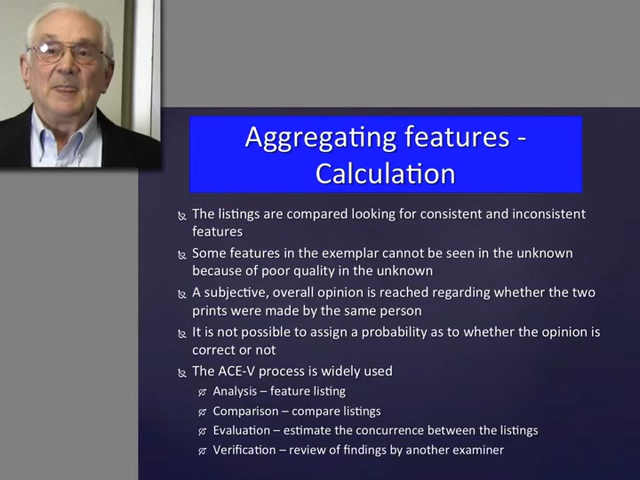 Aggregating features -
Calculation
The listings are compared looking for consistent and inconsistent
features
Some features in the exemplar cannot be seen in the unknown
because of poor quality in the unknown
A subjective, overall opinion is reached regarding whether the two
prints were made by the same person
It is not possible to assign a probability as to whether the opinion is
correct or not
The ACE-V process is widely used
Analysis – feature listing
Comparison – compare listings
Evaluation – estimate the concurrence between the listings
Verification – review of findings by another examiner